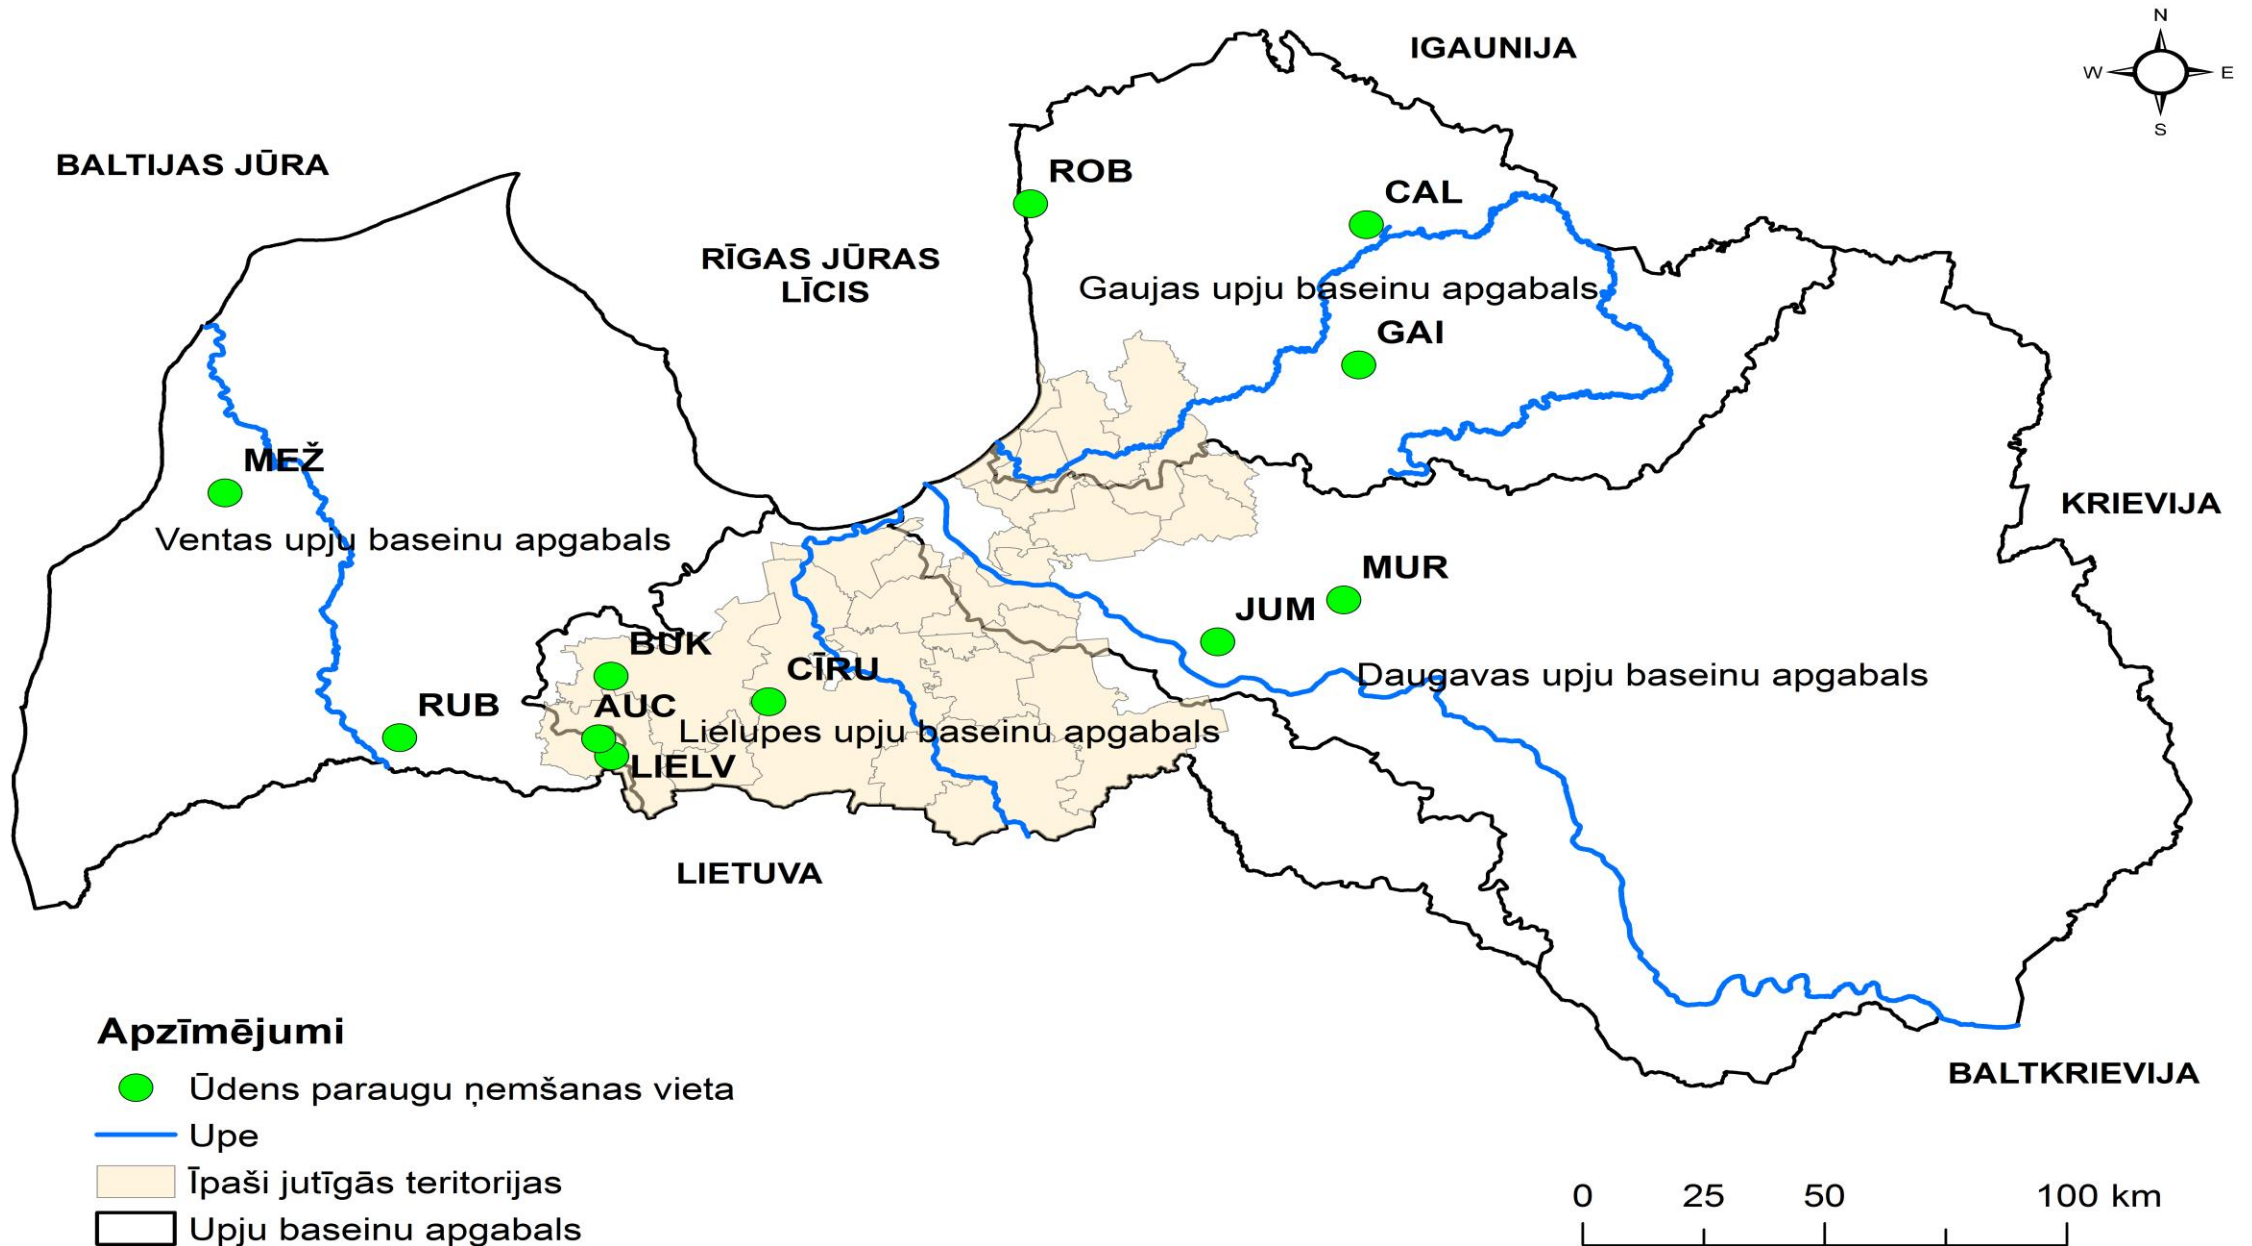 N
IGAUNIJA
W
E
S
BALTIJAS JŪRA
ROB
CAL
RĪGAS JŪRAS
LĪCIS
Gaujas upju baseinu apgabals
GAI
MEŽ
KRIEVIJA
Ventas upju baseinu apgabals
MUR
JUM
BUK
CĪRU
Daugavas upju baseinu apgabals
RUB
AUC
Lielupes upju baseinu apgabals
LIELV
LIETUVA
Apzīmējumi
BALTKRIEVIJA
Ūdens paraugu ņemšanas vieta
Upe
Īpaši jutīgās teritorijas
0 25 50 100 km
Upju baseinu apgabals